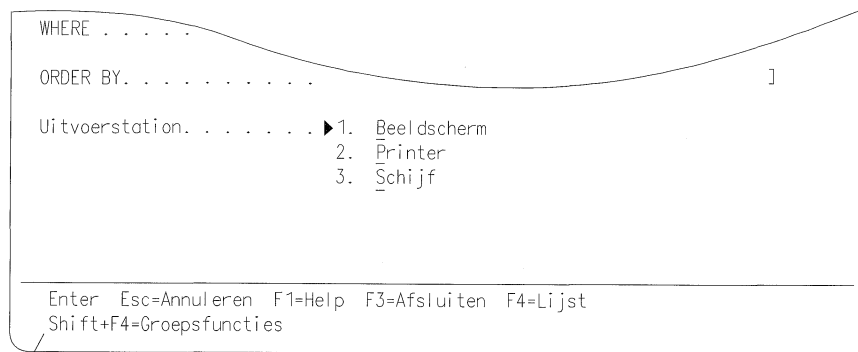 WHERE . . . . .
ORDER BY. . . . . . . . . . . ]
Uitvoerstation. . . . . . . ▶1. Beeldscherm
2. Printer
3. Schijf
Enter Esc=Annuleren F1=Help F3=Afsluiten F4=Lijst
Shift+F4=Groepsfuncties